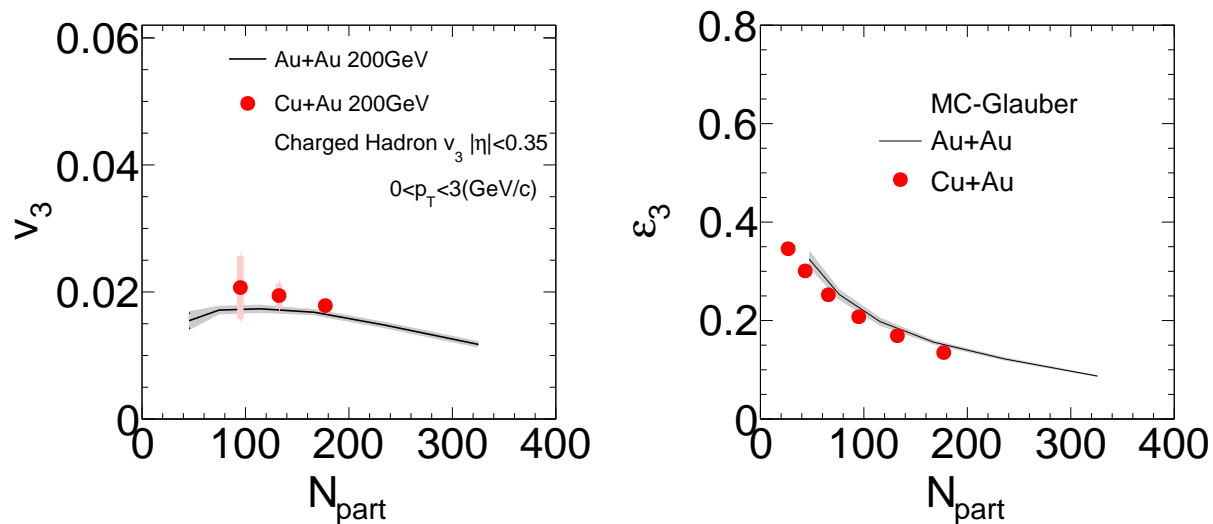 0.06
0.04
0.02
0
v3
Au+Au 200GeV
Cu+Au 200GeV
Charged Hadron v3 |η|<0.35
0<pT<3(GeV/c)
0 100 200 300 400
Npart
0.8
0.6
0.4
0.2
0
ε3
MC-Glauber
Au+Au
Cu+Au
0 100 200 300 400
Npart